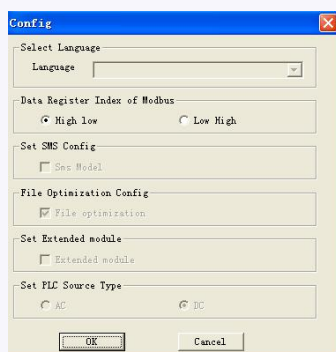 Config
Select Language
Language
Data Register Index of Modbus
High low
Low High
Set SMS Config
Sms Model
File Optimization Config
File optimization
Set Extended module
Extended module
Set PLC Source Type
AC
DC
OK
Cancel